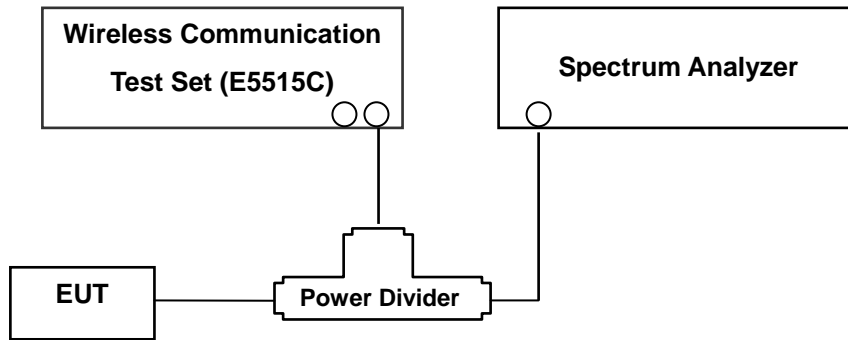 Wireless Communication
Test Set (E5515C)
Spectrum Analyzer
EUT
Power Divider